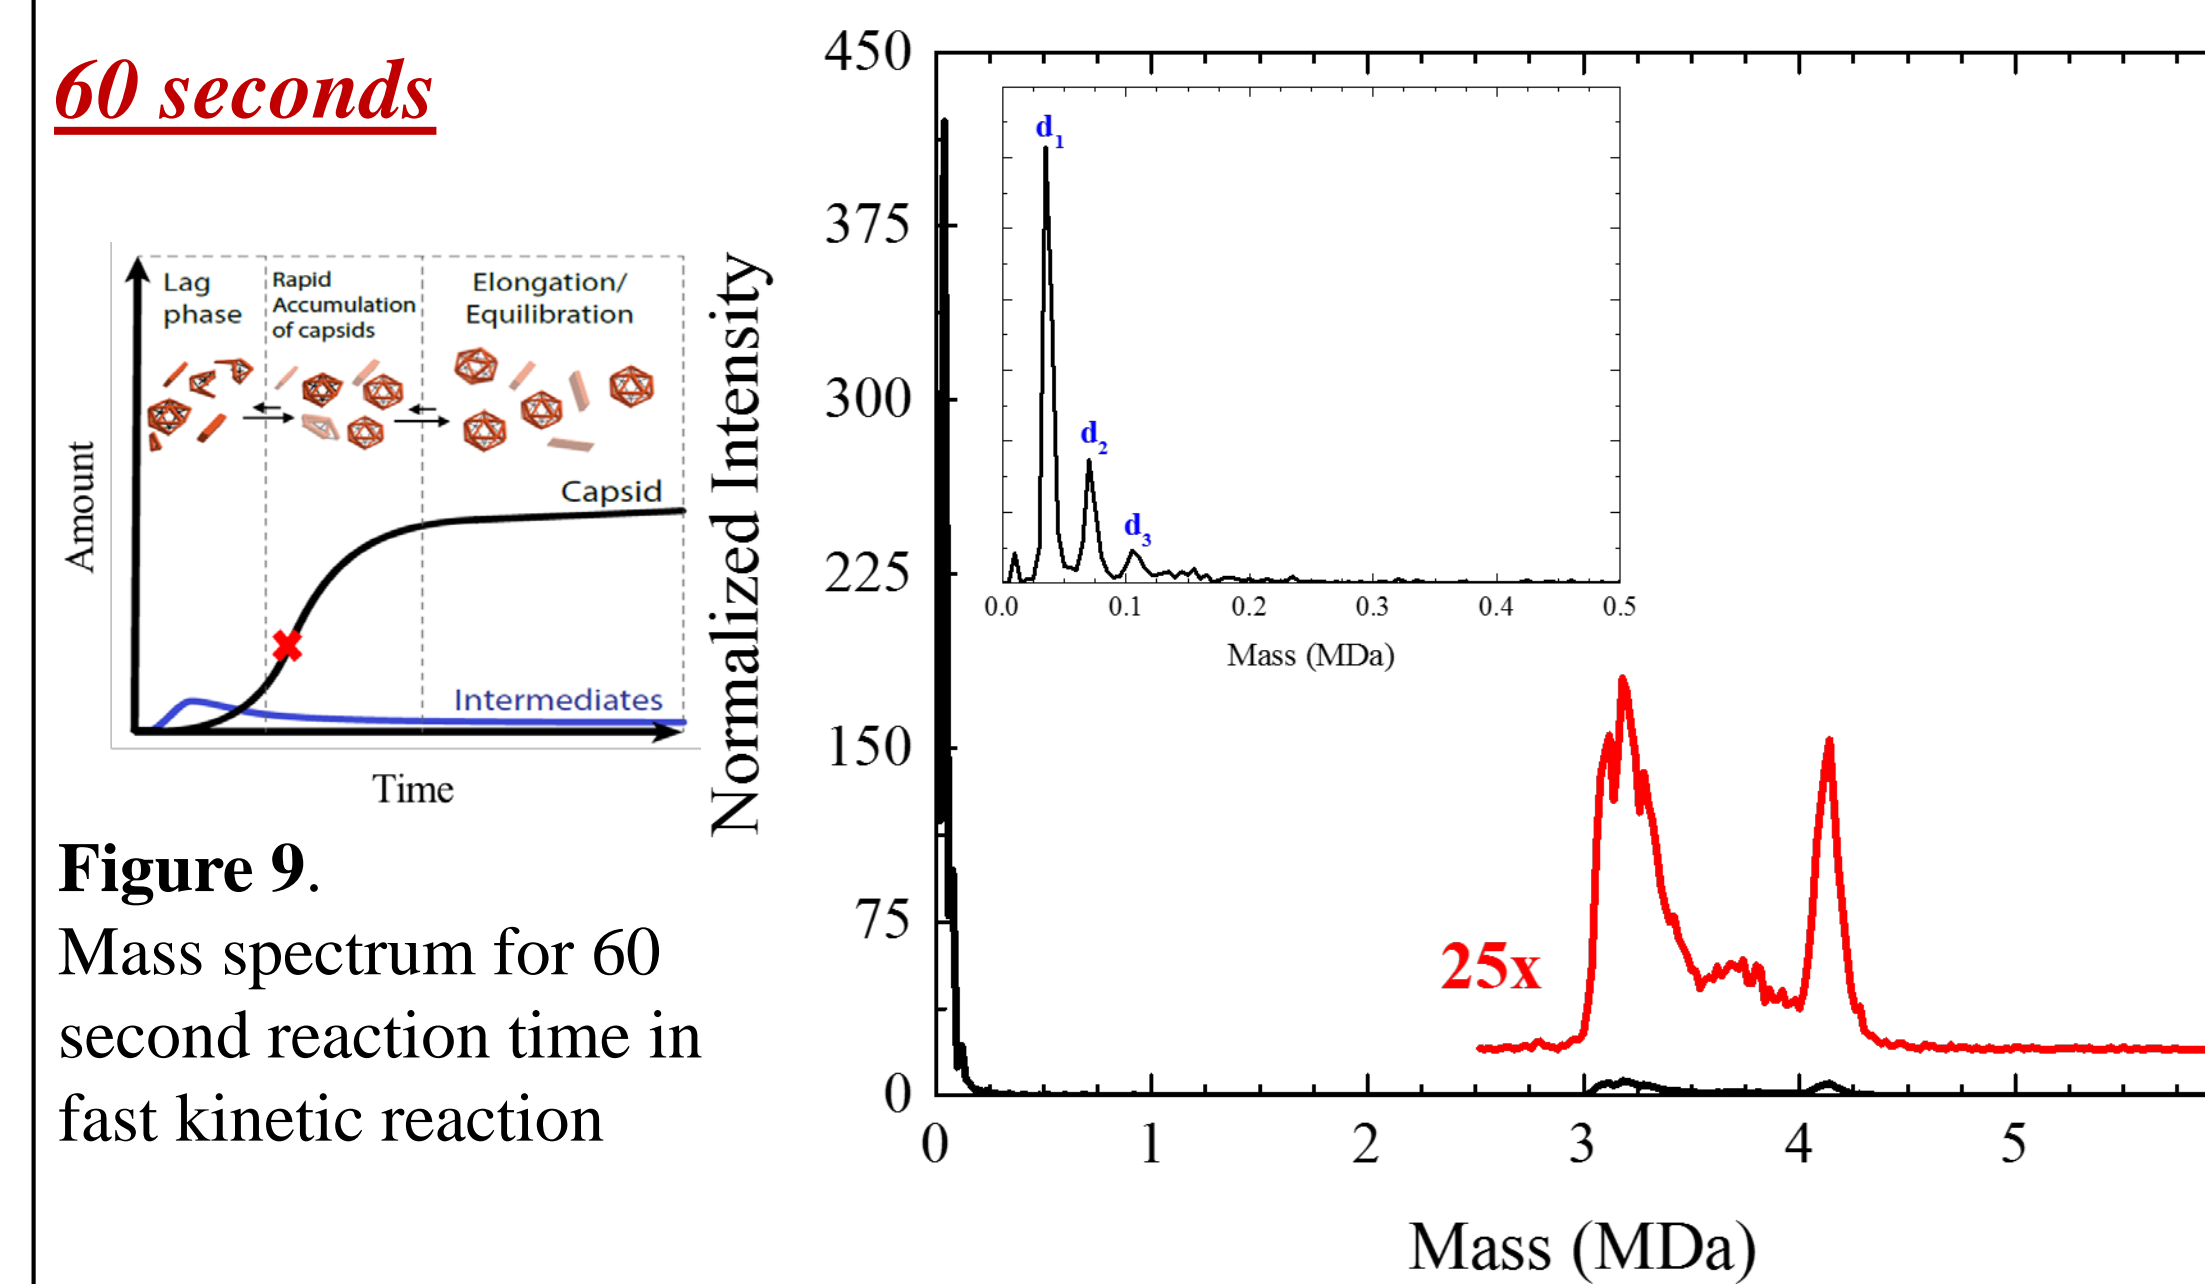 60 seconds
Lag
phase
Rapid
Accumulation
of capsids
Elongation/
Equilibration
Capsid
Intermediates
Amount
Time
Figure 9.
Mass spectrum for 60
second reaction time in
fast kinetic reaction
Normalized Intensity
450
375
300
225
150
75
0
d1
d2
d3
0.0 0.1 0.2 0.3 0.4 0.5
Mass (MDa)
25x
0 1 2 3 4 5
Mass (MDa)